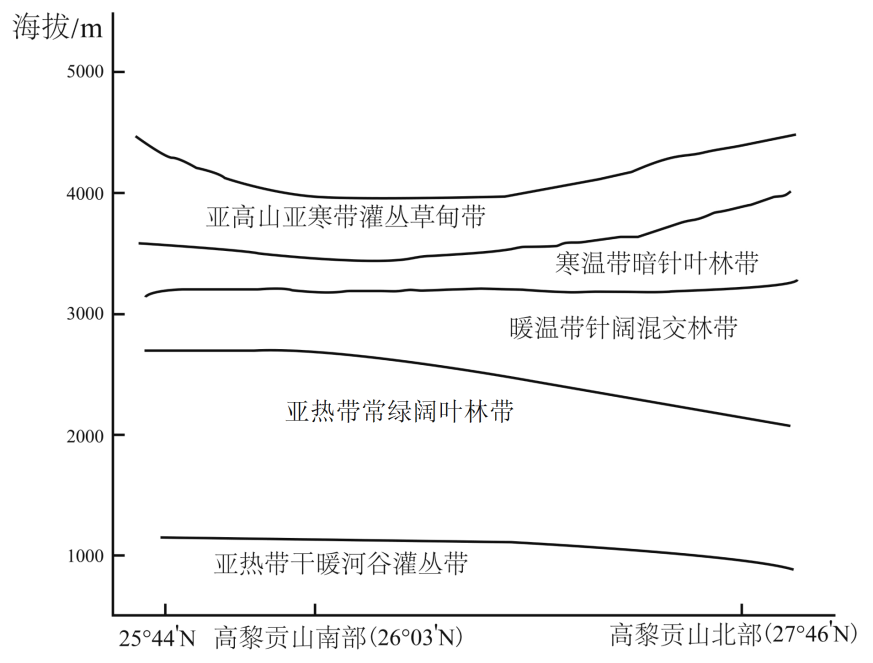 海拔/m
5000
4000
亚高山亚寒带灌丛草甸带
寒温带暗针叶林带
3000
暖温带针阔混交林带
亚热带常绿阔叶林带
2000
1000
亚热带干暖河谷灌丛带
25°44'N 高黎贡山南部(26°03'N) 高黎贡山北部(27°46'N)